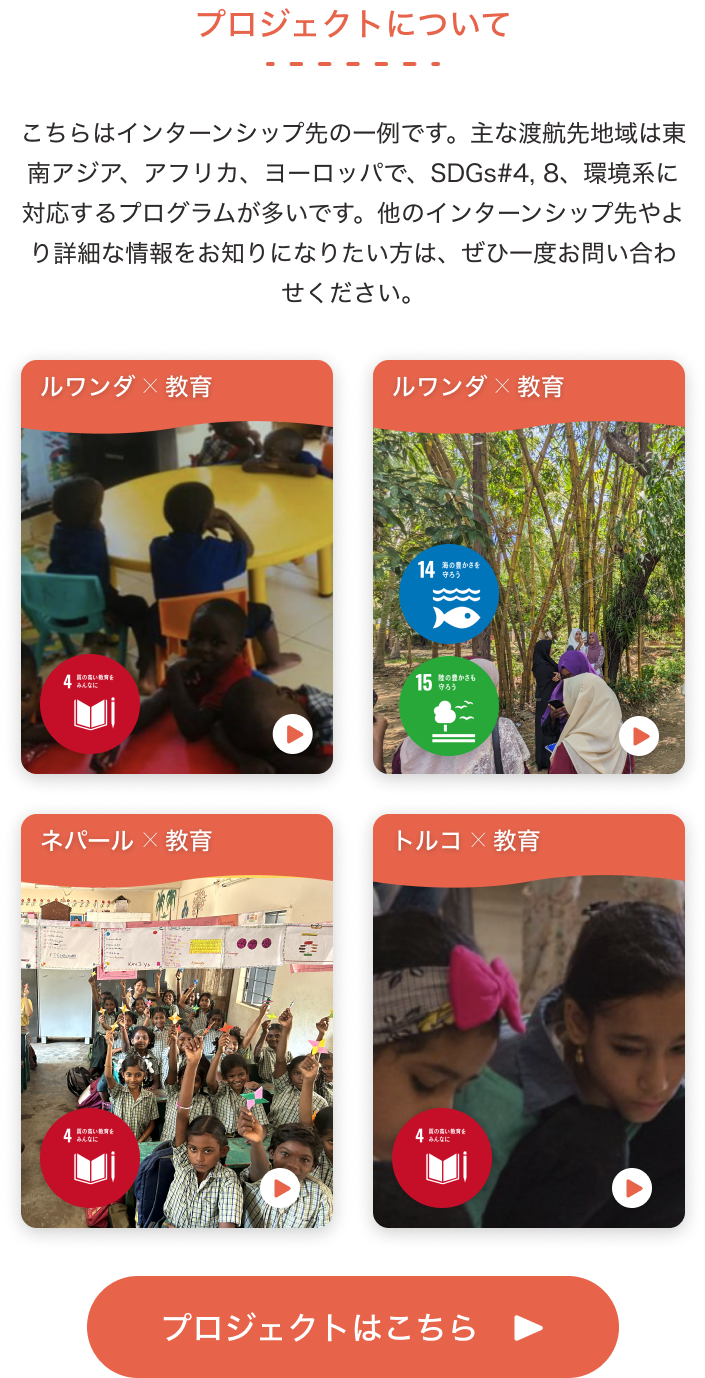 プロジェクトについて
こちらはインターンシップ先の一例です。主な渡航先地域は東
南アジア、アフリカ、ヨーロッパで、SDGs#4, 8、環境系に
対応するプログラムが多いです。他のインターンシップ先やよ
り詳細な情報をお知りになりたい方は、ぜひ一度お問い合わ
せください。
ルワンダ × 教育
4 質の高い教育を
みんなに
ルワンダ × 教育
14 海の豊かさを
守ろう
15 陸の豊かさも
守ろう
ネパール × 教育
4 質の高い教育を
みんなに
トルコ × 教育
4 質の高い教育を
みんなに
プロジェクトはこちら